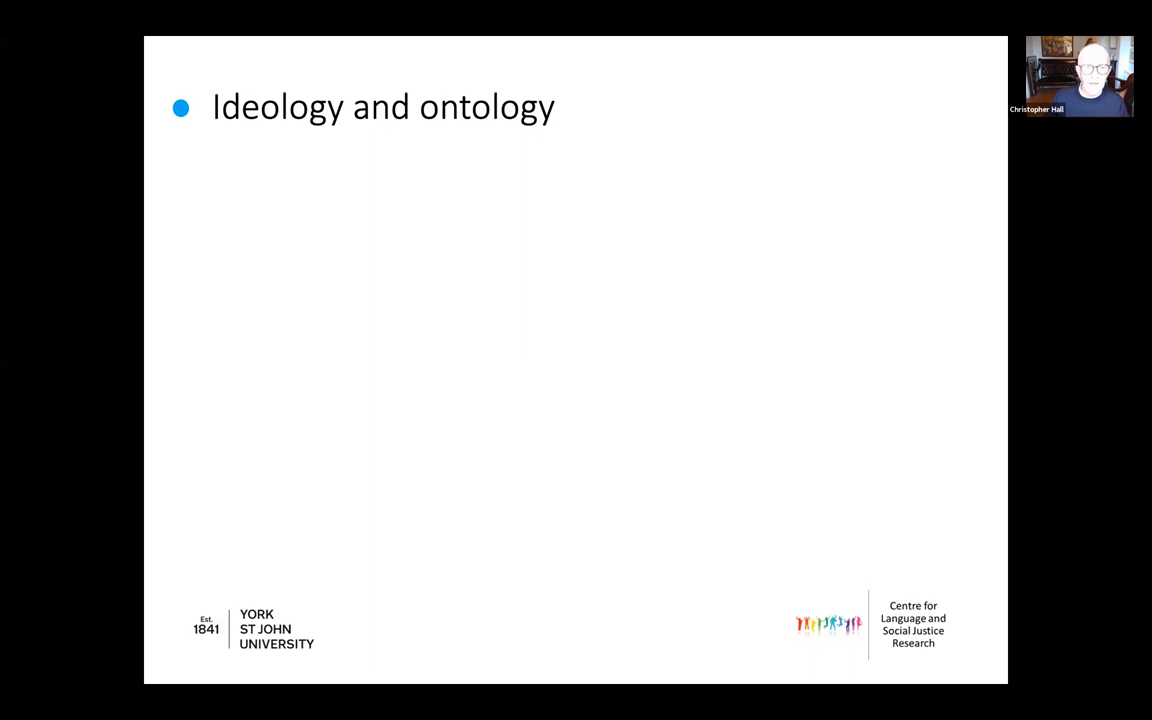 Ideology and ontology
Christopher Hall
Est.
1841
YORK
ST JOHN
UNIVERSITY
Centre for
Language and
Social Justice
Research